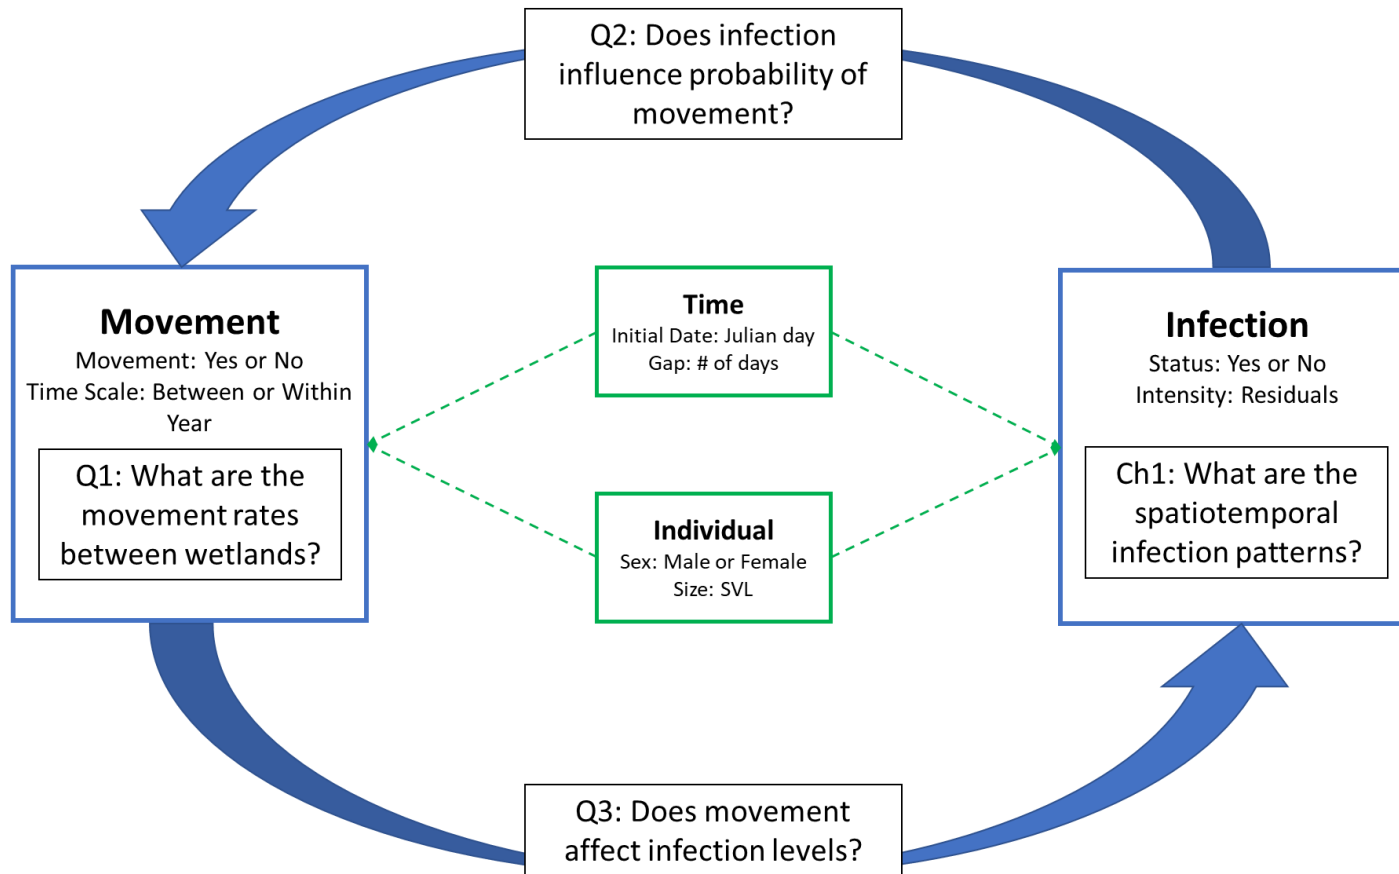 Q2: Does infection
influence probability of
movement?
Movement
Movement: Yes or No
Time Scale: Between or Within
Year
Q1: What are the
movement rates
between wetlands?
Time
Initial Date: Julian day
Gap: # of days
Individual
Sex: Male or Female
Size: SVL
Infection
Status: Yes or No
Intensity: Residuals
Ch1: What are the
spatiotemporal
infection patterns?
Q3: Does movement
affect infection levels?